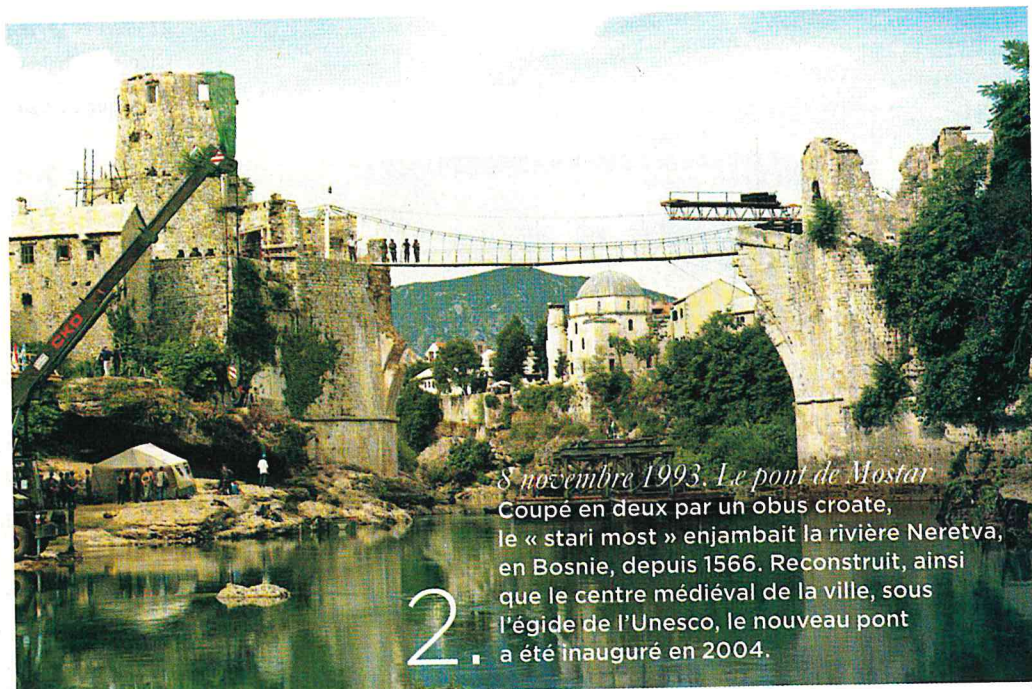 CKD
8 novembre 1993. Le pont de Mostar
Coupé en deux par un obus croate,
le « stari most » enjambait la rivière Neretva,
en Bosnie, depuis 1566. Reconstruit, ainsi
que le centre médiéval de la ville, sous
l'égide de l'Unesco, le nouveau pont
a été inauguré en 2004.
2.